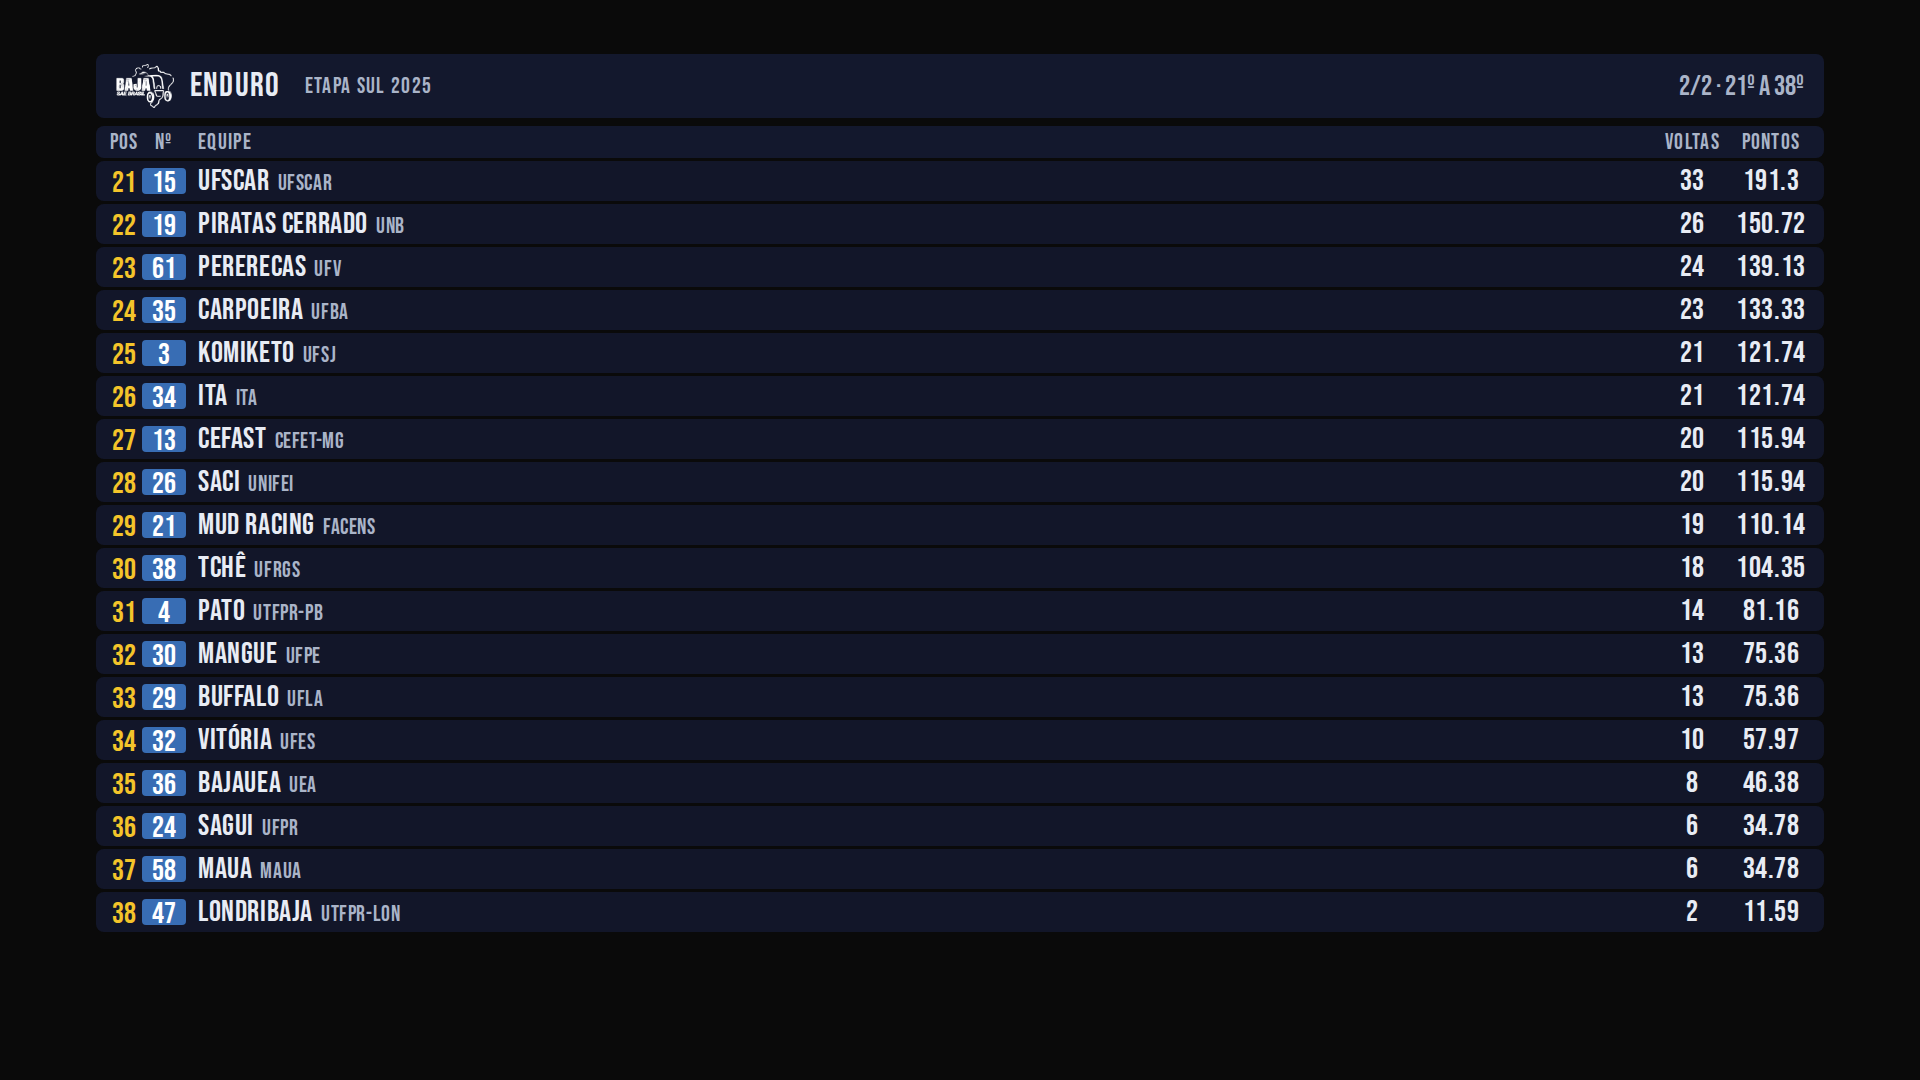 BAJA SAE BRASIL ENDURO ETAPA SUL 2025 2/2 · 21º A 38º
POS Nº EQUIPE VOLTAS PONTOS
21 15 UFSCAR UFSCAR 33 191.3
22 19 PIRATAS CERRADO UNB 26 150.72
23 61 PERERECAS UFV 24 139.13
24 35 CARPOEIRA UFBA 23 133.33
25 3 KOMIKETO UFSJ 21 121.74
26 34 ITA ITA 21 121.74
27 13 CEFAST CEFET-MG 20 115.94
28 26 SACI UNIFEI 20 115.94
29 21 MUD RACING FACENS 19 110.14
30 38 TCHÊ UFRGS 18 104.35
31 4 PATO UTFPR-PB 14 81.16
32 30 MANGUE UFPE 13 75.36
33 29 BUFFALO UFLA 13 75.36
34 32 VITÓRIA UFES 10 57.97
35 36 BAJAUEA UEA 8 46.38
36 24 SAGUI UFPR 6 34.78
37 58 MAUA MAUA 6 34.78
38 47 LONDRIBAJA UTFPR-LON 2 11.59